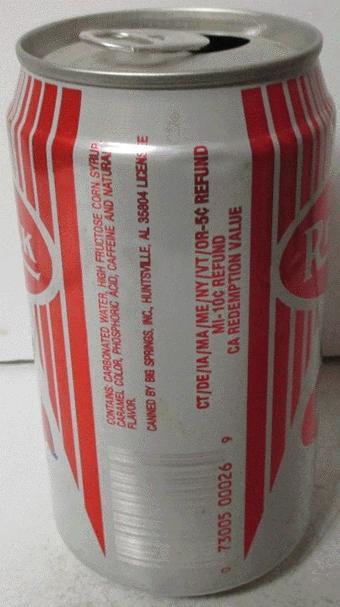 CONTAINS: CARBONATED WATER, HIGH FRUCTOSE CORN SYRUP,
CARAMEL COLOR, PHOSPHORIC ACID, CAFFEINE AND NATURAL
FLAVOR.
CANNED BY BIG SPRINGS, INC., HUNTSVILLE, AL 35804 LICENSEE
CT/DE/IA/MA/ME/NY/VT/OR-5¢ REFUND
MI-10¢ REFUND
CA REDEMPTION VALUE
0 73005 00026 9
K
R